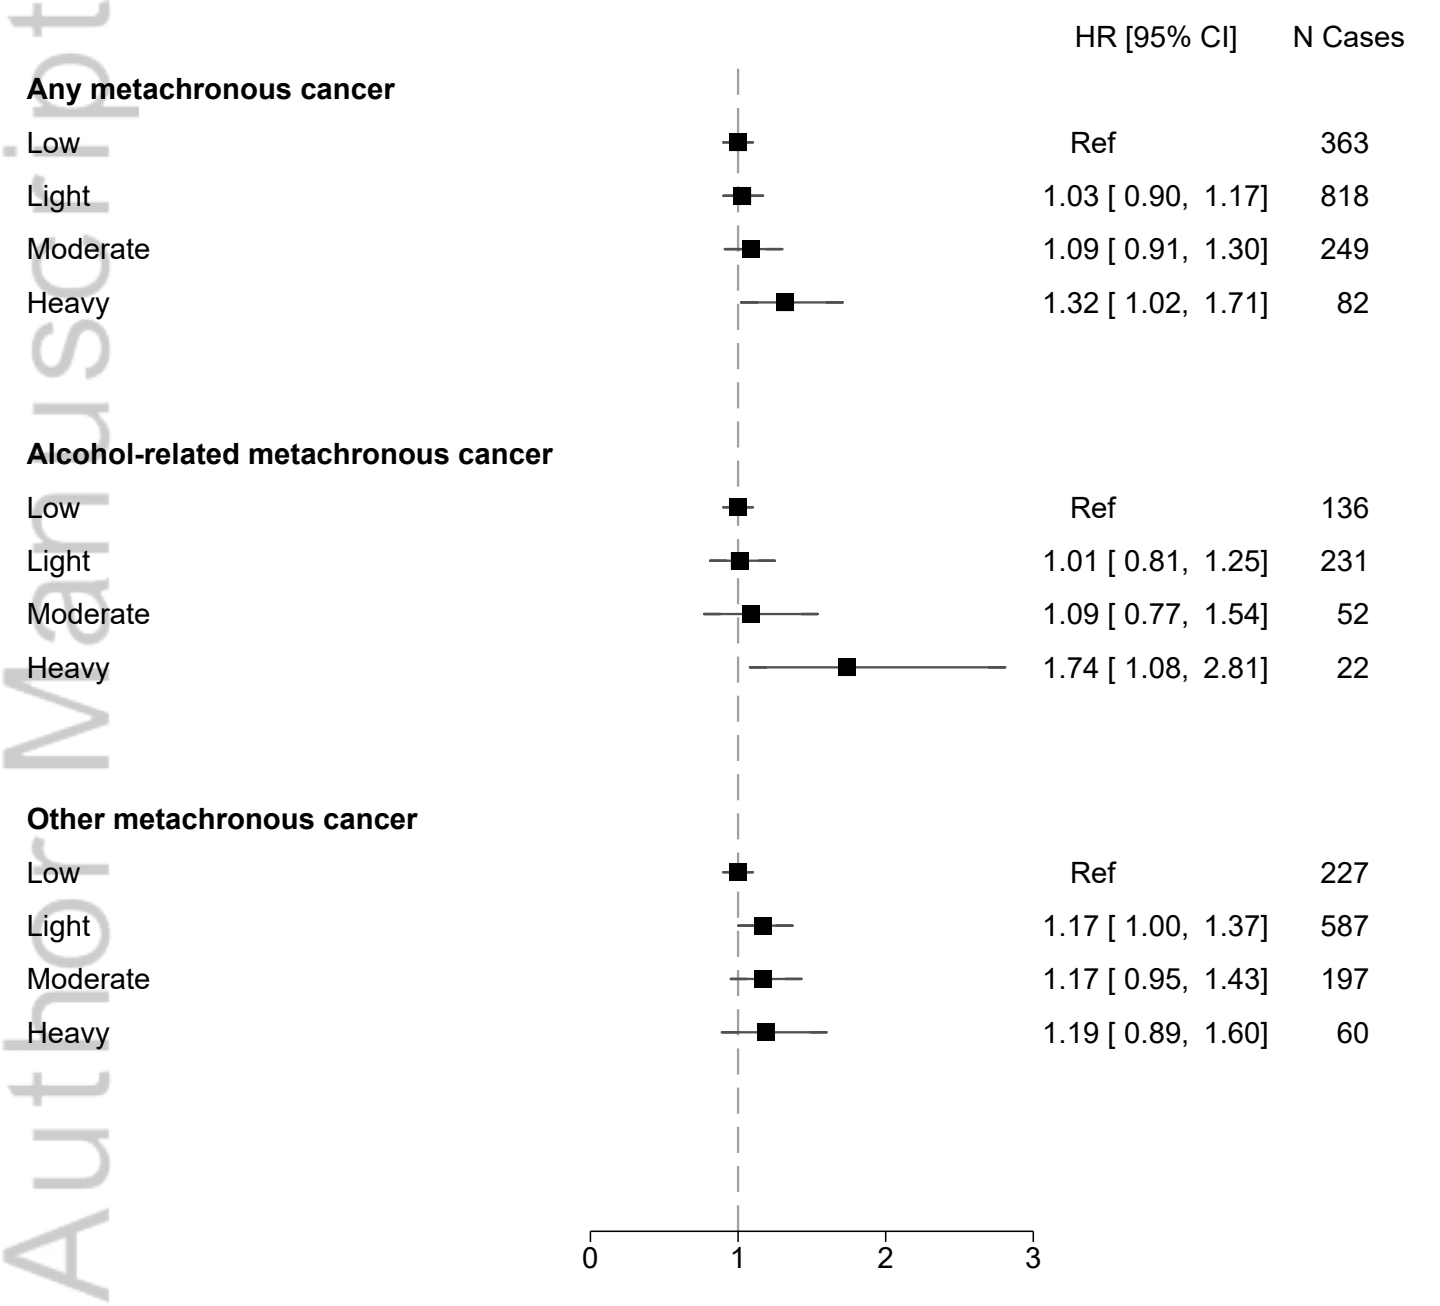 HR [95% CI] N Cases
Any metachronous cancer
Low Ref 363
Light 1.03 [ 0.90, 1.17] 818
Moderate 1.09 [ 0.91, 1.30] 249
Heavy 1.32 [ 1.02, 1.71] 82
Alcohol-related metachronous cancer
Low Ref 136
Light 1.01 [ 0.81, 1.25] 231
Moderate 1.09 [ 0.77, 1.54] 52
Heavy 1.74 [ 1.08, 2.81] 22
Other metachronous cancer
Low Ref 227
Light 1.17 [ 1.00, 1.37] 587
Moderate 1.17 [ 0.95, 1.43] 197
Heavy 1.19 [ 0.89, 1.60] 60
0 1 2 3
Author Manuscript